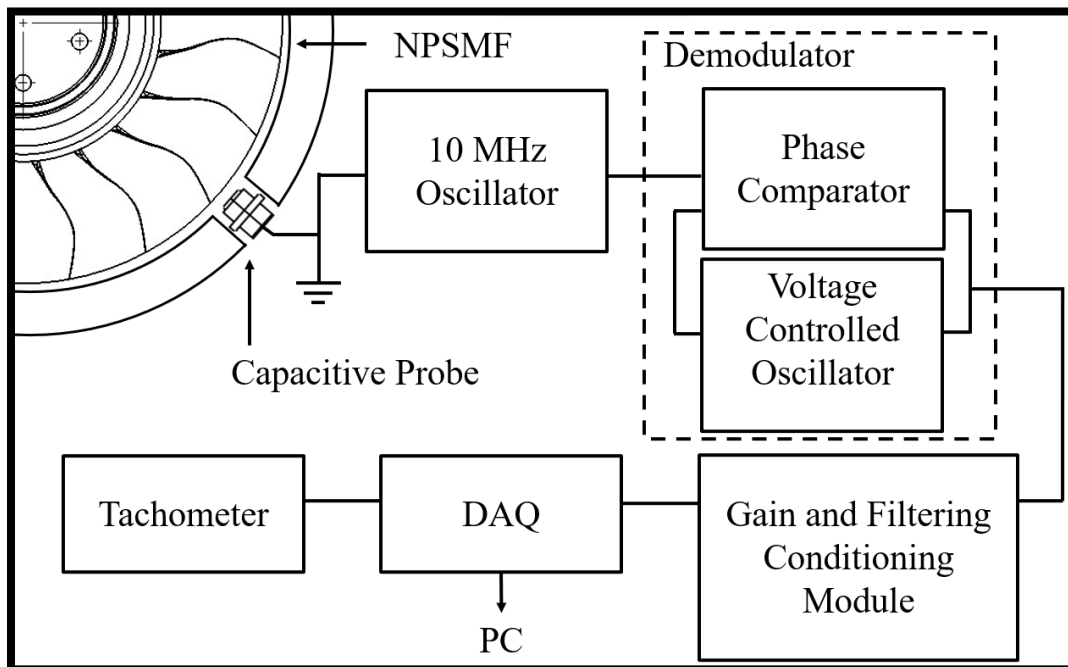 NPSMF
Demodulator
10 MHz
Oscillator
Phase
Comparator
Voltage
Controlled
Oscillator
Capacitive Probe
Tachometer
DAQ
Gain and Filtering
Conditioning
Module
PC